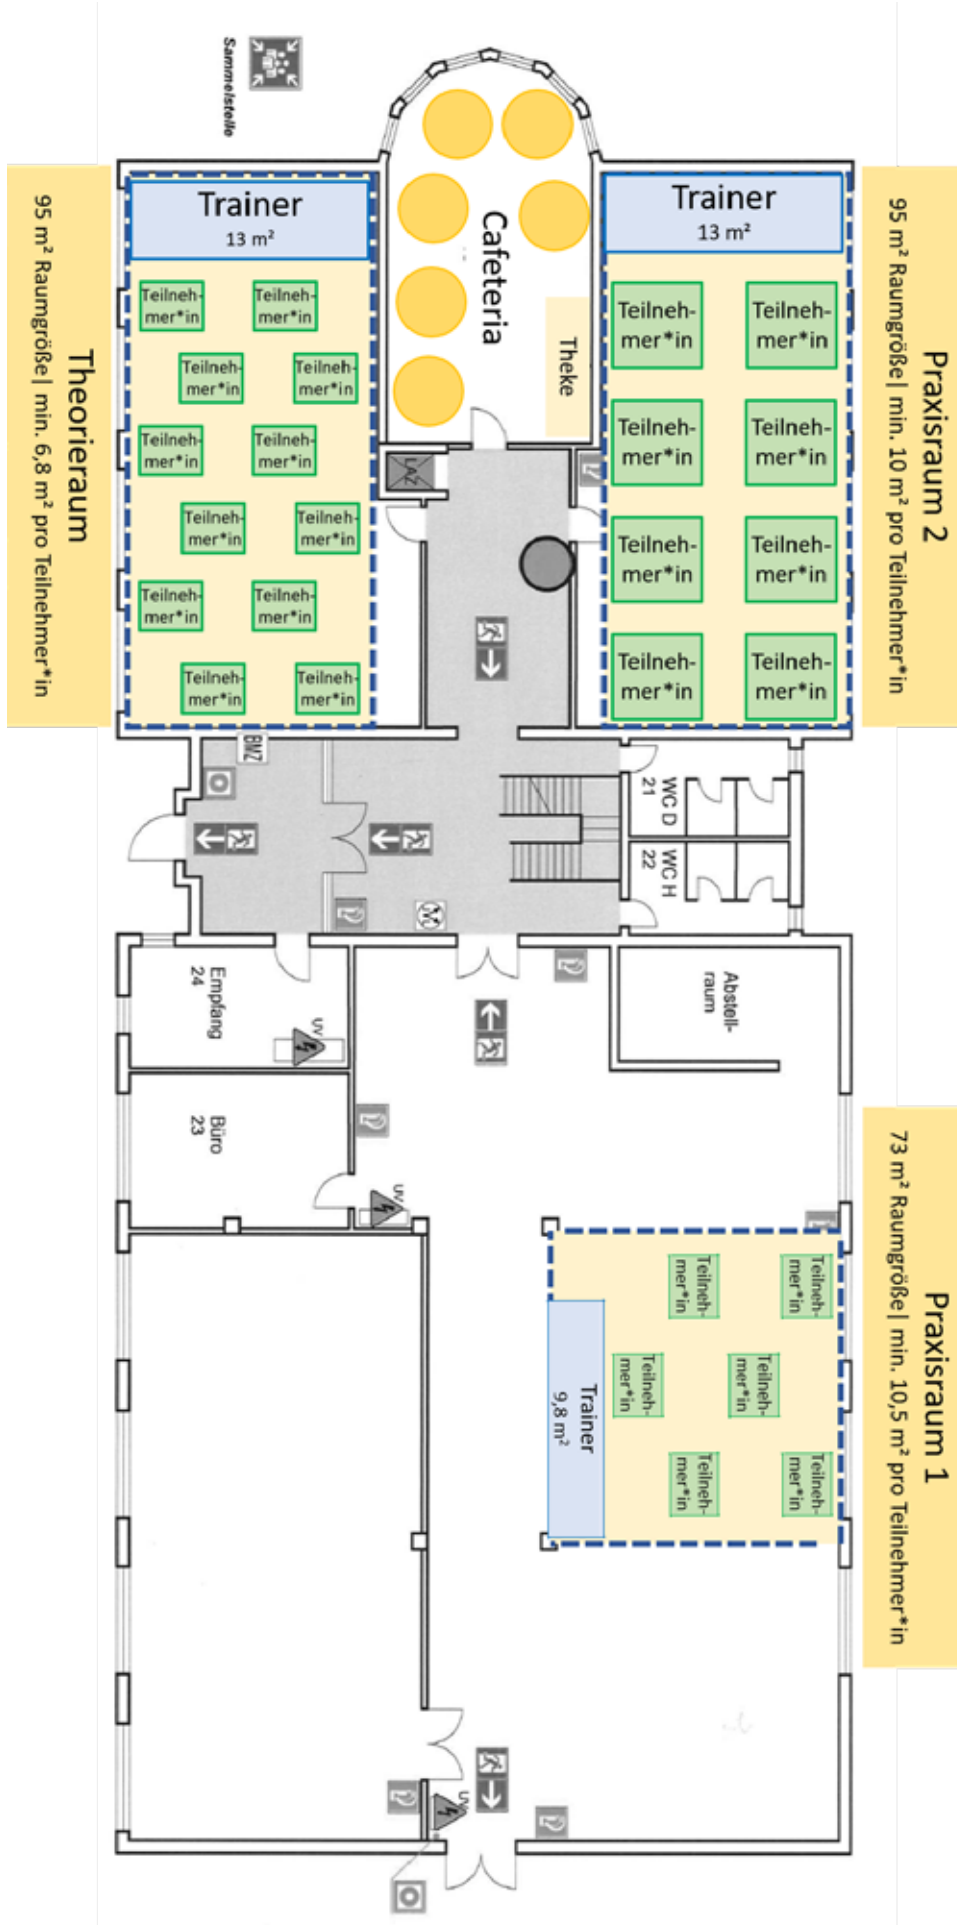 Sammelstelle
Trainer
13 m²
Teilneh-
mer*in
Teilneh-
mer*in
Teilneh-
mer*in
Teilneh-
mer*in
Teilneh-
mer*in
Teilneh-
mer*in
Teilneh-
mer*in
Teilneh-
mer*in
Teilneh-
mer*in
Teilneh-
mer*in
Teilneh-
mer*in
Teilneh-
mer*in
Theorieraum
95 m² Raumgröße| min. 6,8 m² pro Teilnehmer*in
Cafeteria
Theke
LAZ
Trainer
13 m²
Teilneh-
mer*in
Teilneh-
mer*in
Teilneh-
mer*in
Teilneh-
mer*in
Teilneh-
mer*in
Teilneh-
mer*in
Teilneh-
mer*in
Teilneh-
mer*in
Praxisraum 2
95 m² Raumgröße| min. 10 m² pro Teilnehmer*in
BMZ
WC D
21
WC H
22
Empfang
24
UV
Abstell-
raum
Büro
23
UV
Praxisraum 1
73 m² Raumgröße| min. 10,5 m² pro Teilnehmer*in
Teilneh-
mer*in
Teilneh-
mer*in
Teilneh-
mer*in
Teilneh-
mer*in
Teilneh-
mer*in
Teilneh-
mer*in
Trainer
9,8 m²
UV